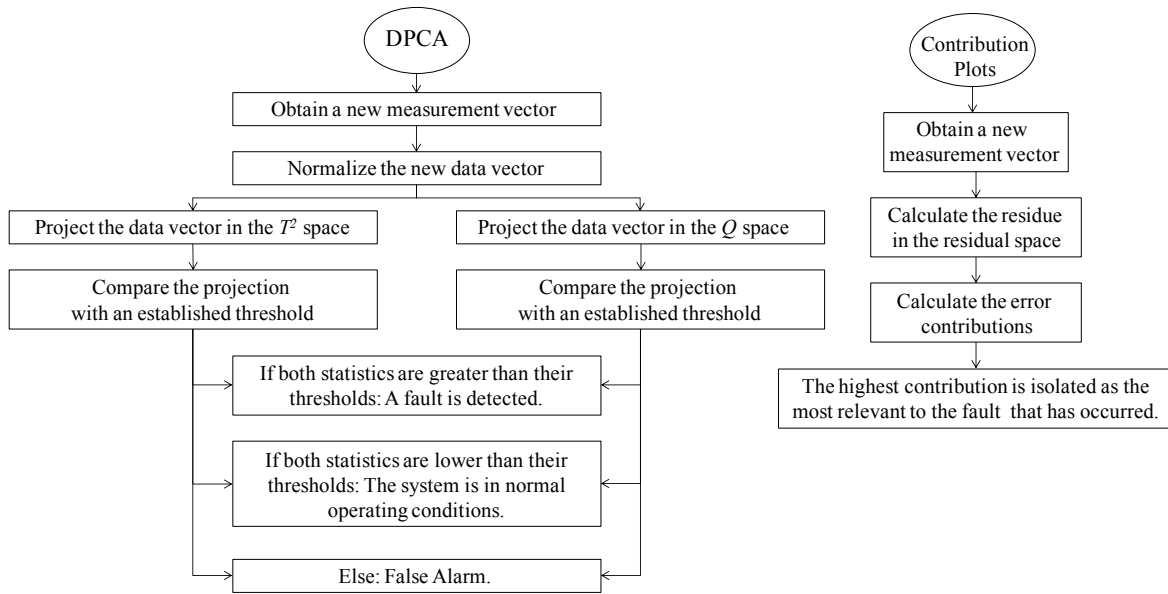 DPCA
Obtain a new measurement vector
Normalize the new data vector
Project the data vector in the T² space
Project the data vector in the Q space
Compare the projection
with an established threshold
Compare the projection
with an established threshold
If both statistics are greater than their
thresholds: A fault is detected.
If both statistics are lower than their
thresholds: The system is in normal
operating conditions.
Else: False Alarm.
Contribution
Plots
Obtain a new
measurement vector
Calculate the residue
in the residual space
Calculate the error
contributions
The highest contribution is isolated as the
most relevant to the fault that has occurred.